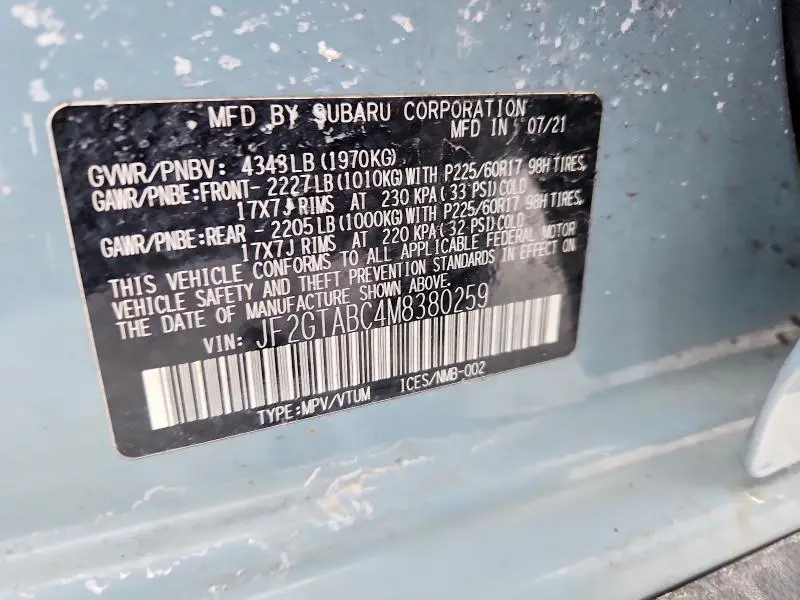 MFD BY SUBARU CORPORATION
MFD IN 07/21
GVWR/PNBV: 4343LB(1970KG)
GAWR/PNBE:FRONT- 2227LB(1010KG)WITH P225/60R17 98H TIRES,
17X7J RIMS AT 230 KPA(33 PSI)COLD
GAWR/PNBE:REAR - 2205LB(1000KG)WITH P225/60R17 98H TIRES,
17X7J RIMS AT 220 KPA(32 PSI)COLD
THIS VEHICLE CONFORMS TO ALL APPLICABLE FEDERAL MOTOR
VEHICLE SAFETY AND THEFT PREVENTION STANDARDS IN EFFECT ON
THE DATE OF MANUFACTURE SHOWN ABOVE.
VIN: JF2GTABC4M8380259
TYPE:MPV/VTUM ICES/NMB-002